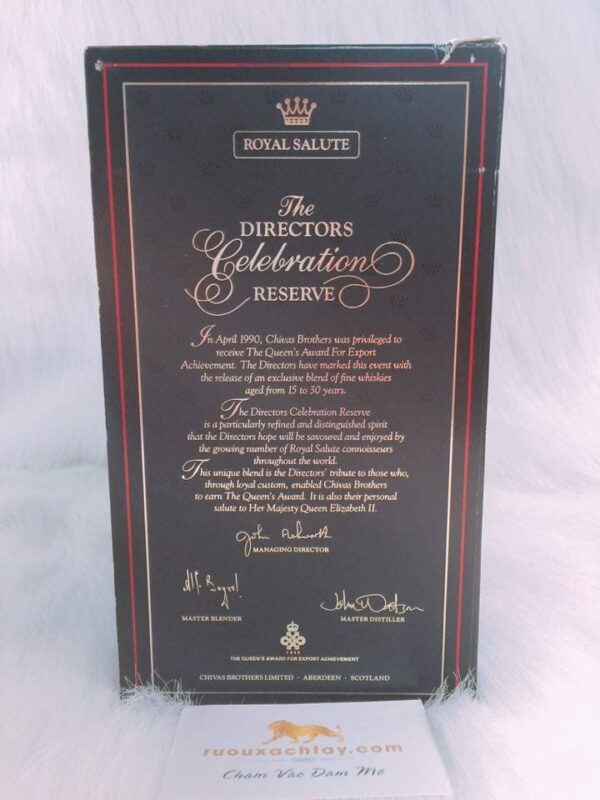 ROYAL SALUTE
The
DIRECTORS
Celebration
RESERVE
In April 1990, Chivas Brothers was privileged to
receive The Queen's Award For Export
Achievement. The Directors have marked this event with
the release of an exclusive blend of fine whiskies
aged from 15 to 30 years.
The Directors Celebration Reserve
is a particularly refined and distinguished spirit
that the Directors hope will be savoured and enjoyed by
the growing number of Royal Salute connoisseurs
throughout the world.
This unique blend is the Directors' tribute to those who,
through loyal custom, enabled Chivas Brothers
to earn The Queen's Award. It is also their personal
salute to Her Majesty Queen Elizabeth II.
John Ashworth
MANAGING DIRECTOR
MASTER BLENDER
MASTER DISTILLER
1990
THE QUEEN'S AWARD FOR EXPORT ACHIEVEMENT
CHIVAS BROTHERS LIMITED · ABERDEEN · SCOTLAND
ruouxachtay.com
Cham Vao Dam Me